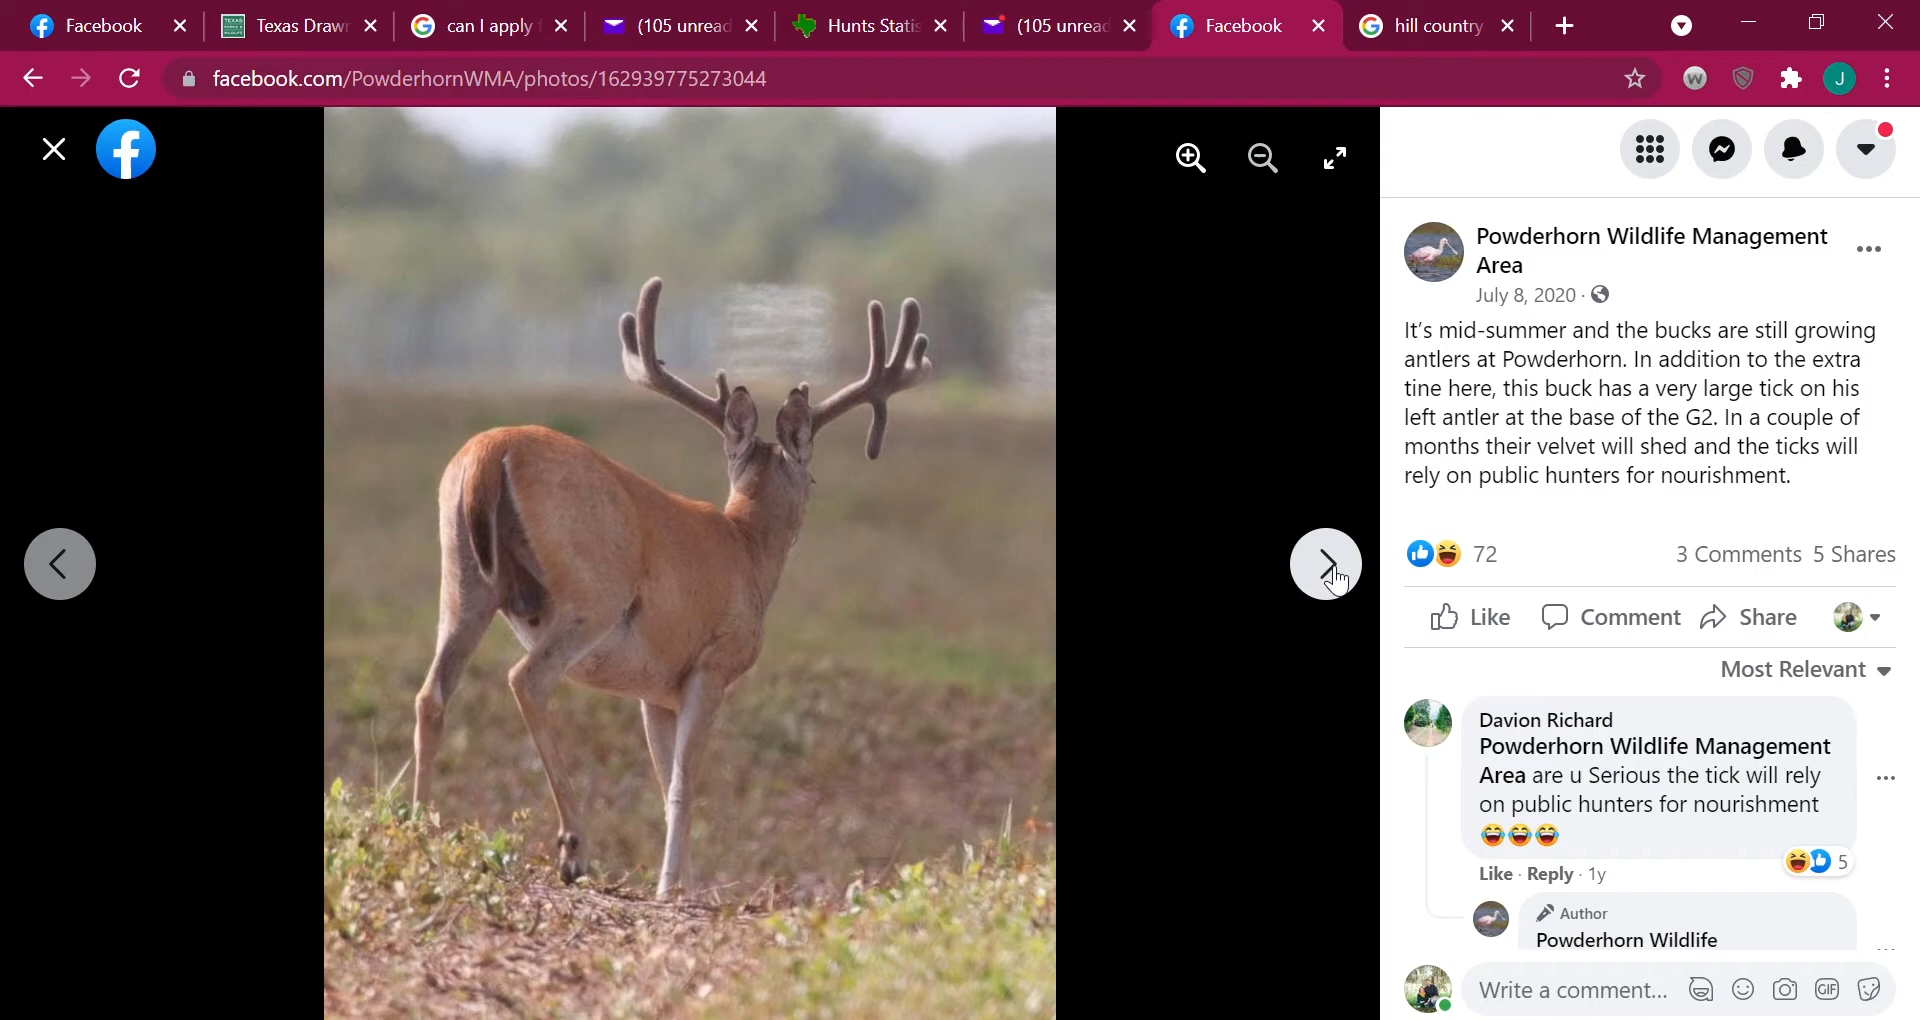 Facebook
Texas Drawn
can I apply f
(105 unread
Hunts Statis
(105 unread
Facebook
hill country
facebook.com/PowderhornWMA/photos/162939775273044
W
J
Powderhorn Wildlife Management
Area
July 8, 2020 ·
It's mid-summer and the bucks are still growing
antlers at Powderhorn. In addition to the extra
tine here, this buck has a very large tick on his
left antler at the base of the G2. In a couple of
months their velvet will shed and the ticks will
rely on public hunters for nourishment.
72
3 Comments 5 Shares
Like
Comment
Share
Most Relevant
Davion Richard
Powderhorn Wildlife Management
Area are u Serious the tick will rely
on public hunters for nourishment
😂😂😂
5
Like · Reply · 1y
Author
Powderhorn Wildlife
Write a comment...
GIF